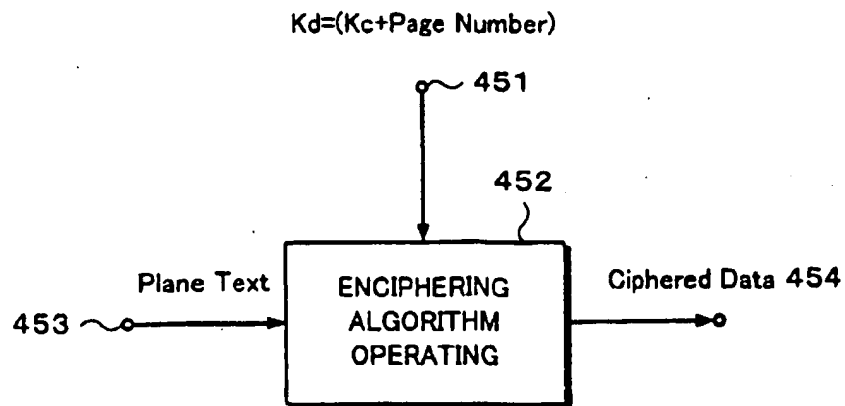 Kd=(Kc+Page Number)
451
452
Plane Text
ENCIPHERING
ALGORITHM
OPERATING
Ciphered Data 454
453